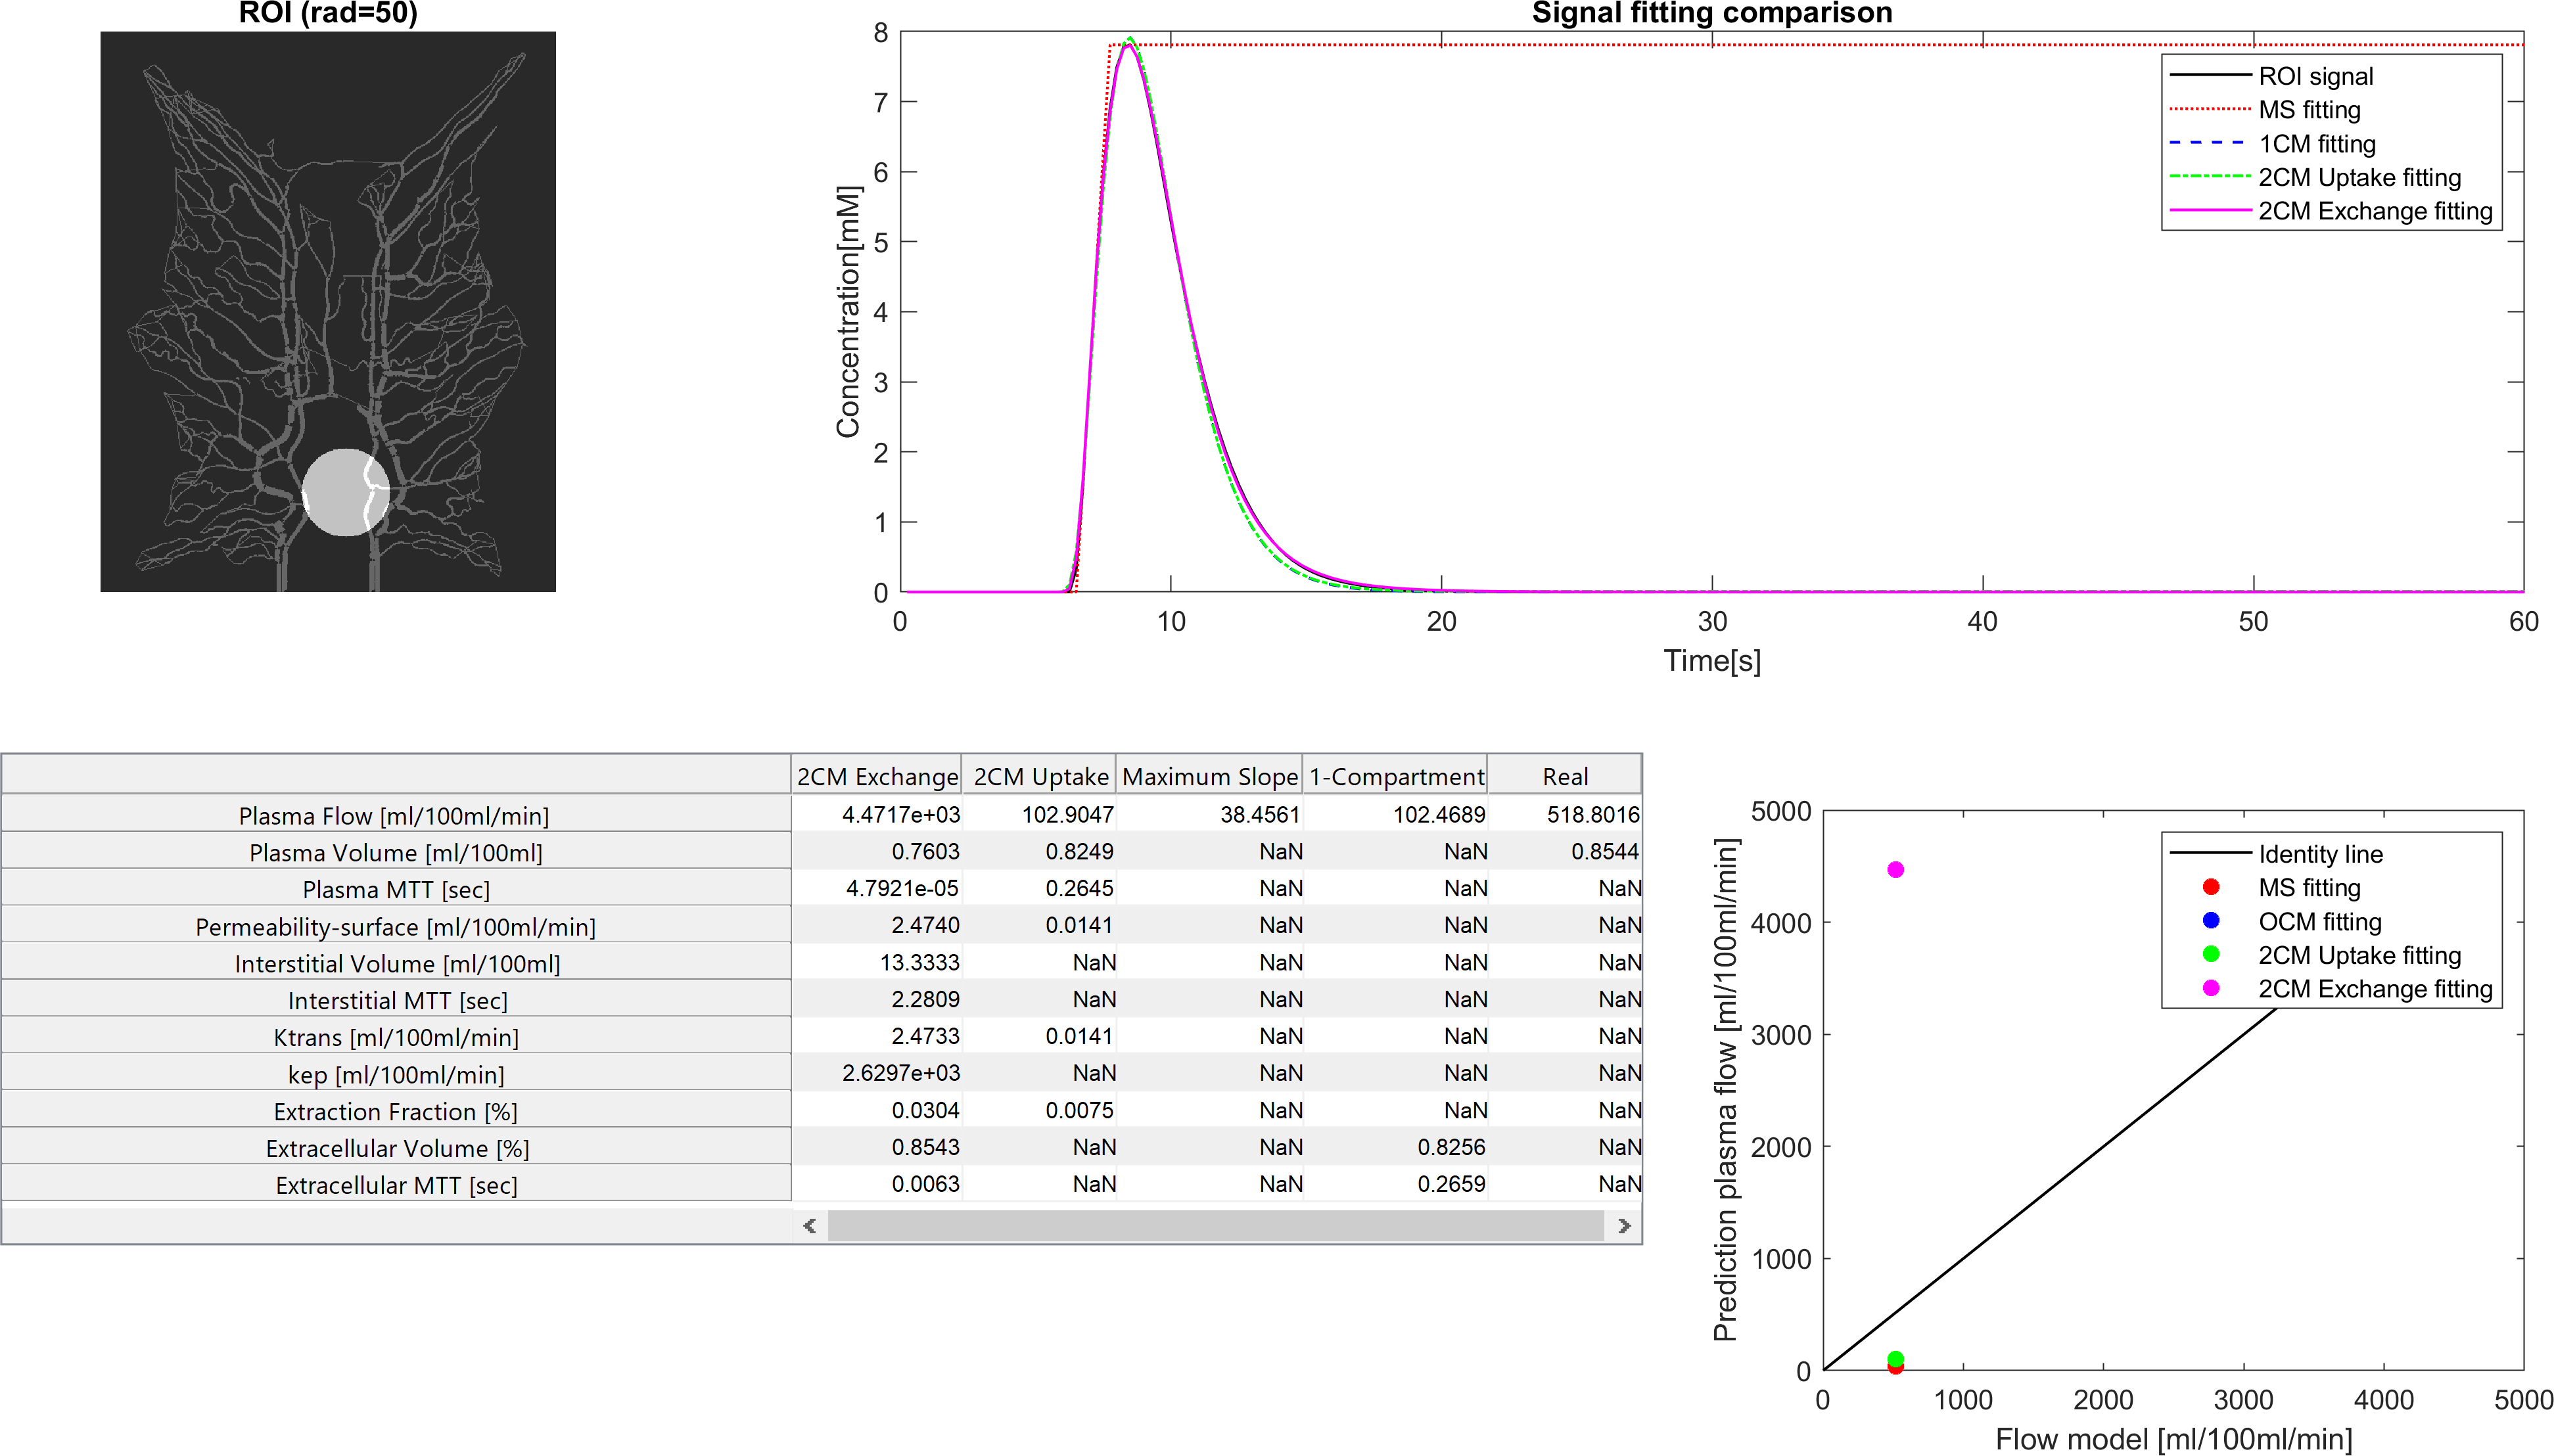 ROI (rad=50)
Signal fitting comparison
8
7
6
5
4
3
2
1
0
Concentration[mM]
0 10 20 30 40 50 60
Time[s]
ROI signal
MS fitting
1CM fitting
2CM Uptake fitting
2CM Exchange fitting
2CM Exchange 2CM Uptake Maximum Slope 1-Compartment Real
Plasma Flow [ml/100ml/min] 4.4717e+03 102.9047 38.4561 102.4689 518.8016
Plasma Volume [ml/100ml] 0.7603 0.8249 NaN NaN 0.8544
Plasma MTT [sec] 4.7921e-05 0.2645 NaN NaN NaN
Permeability-surface [ml/100ml/min] 2.4740 0.0141 NaN NaN NaN
Interstitial Volume [ml/100ml] 13.3333 NaN NaN NaN NaN
Interstitial MTT [sec] 2.2809 NaN NaN NaN NaN
Ktrans [ml/100ml/min] 2.4733 0.0141 NaN NaN NaN
kep [ml/100ml/min] 2.6297e+03 NaN NaN NaN NaN
Extraction Fraction [%] 0.0304 0.0075 NaN NaN NaN
Extracellular Volume [%] 0.8543 NaN NaN 0.8256 NaN
Extracellular MTT [sec] 0.0063 NaN NaN 0.2659 NaN
5000
4000
3000
2000
1000
0
Prediction plasma flow [ml/100ml/min]
Identity line
MS fitting
OCM fitting
2CM Uptake fitting
2CM Exchange fitting
0 1000 2000 3000 4000 5000
Flow model [ml/100ml/min]